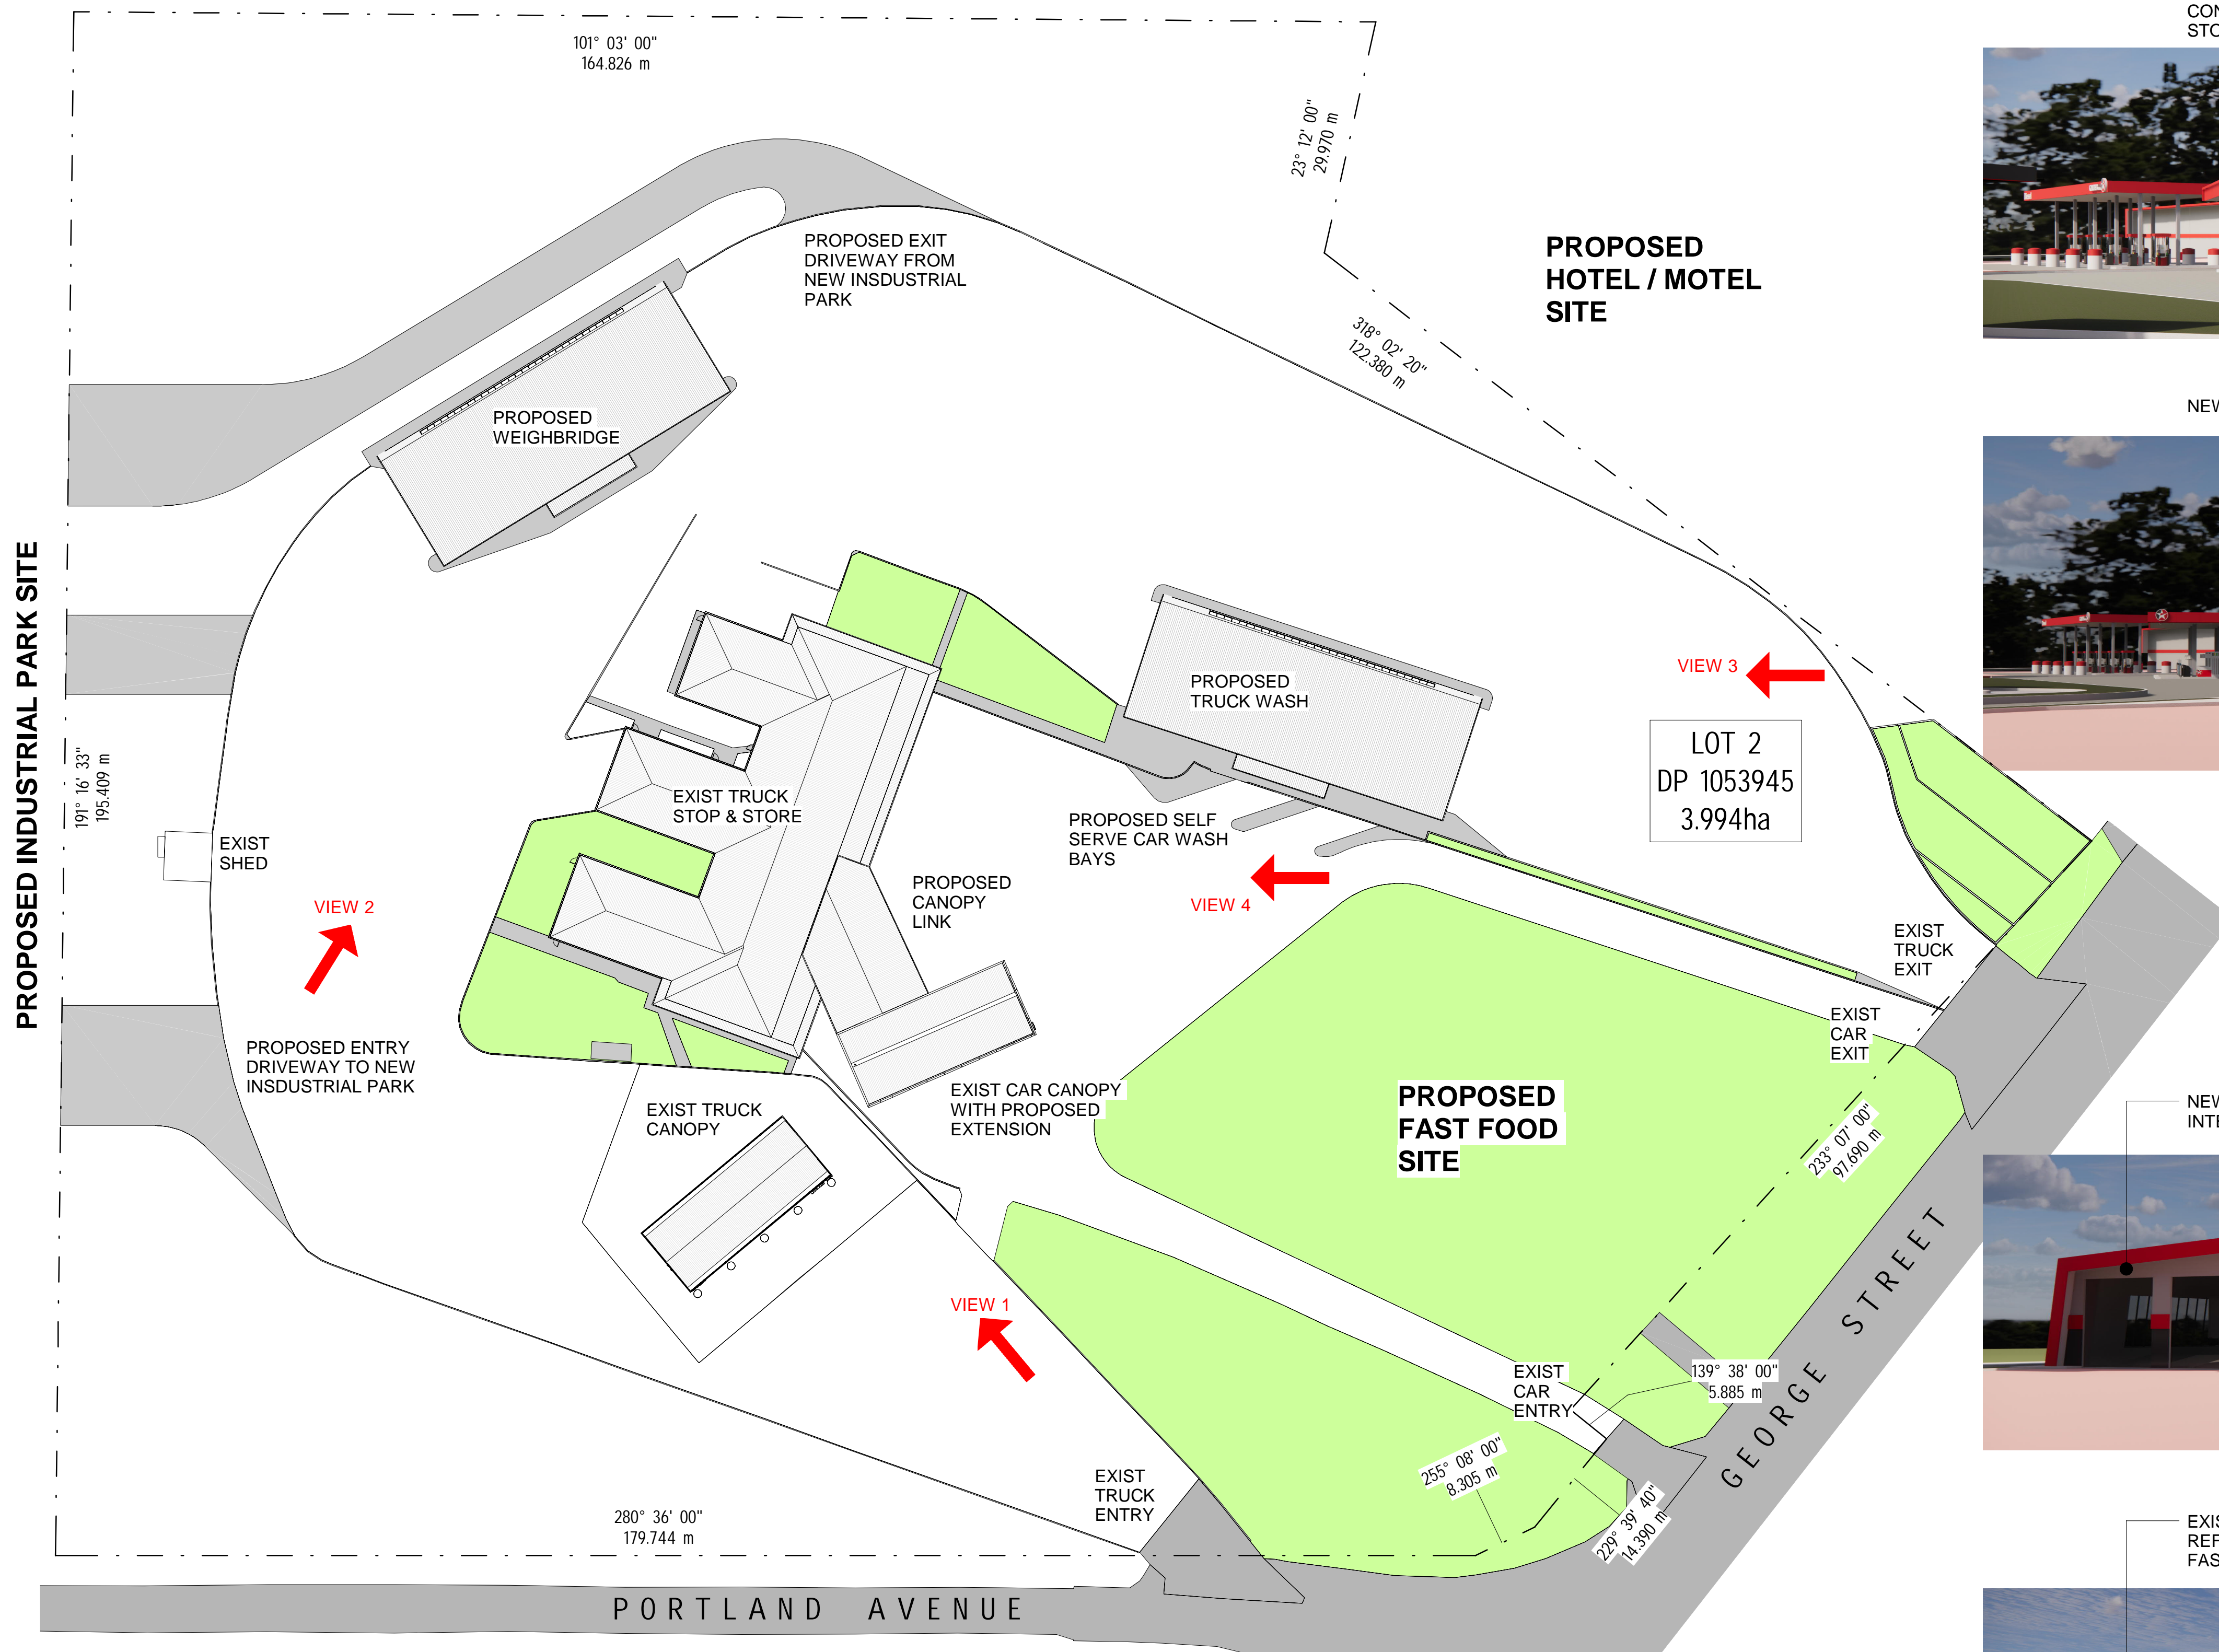 101° 03' 00"
164.826 m
23° 12' 00"
29.970 m
PROPOSED
HOTEL / MOTEL
SITE
PROPOSED EXIT
DRIVEWAY FROM
NEW INSDUSTRIAL
PARK
318° 02' 20"
122.380 m
PROPOSED
WEIGHBRIDGE
PROPOSED INDUSTRIAL PARK SITE
191° 16' 33"
195.409 m
VIEW 3
PROPOSED
TRUCK WASH
LOT 2
DP 1053945
3.994ha
EXIST TRUCK
STOP & STORE
EXIST
SHED
PROPOSED SELF
SERVE CAR WASH
BAYS
PROPOSED
CANOPY
LINK
VIEW 2
VIEW 4
EXIST
TRUCK
EXIT
EXIST
CAR
EXIT
PROPOSED ENTRY
DRIVEWAY TO NEW
INSDUSTRIAL PARK
EXIST TRUCK
CANOPY
EXIST CAR CANOPY
WITH PROPOSED
EXTENSION
PROPOSED
FAST FOOD
SITE
233° 07' 00"
97.690 m
VIEW 1
GEORGE STREET
EXIST
CAR
ENTRY
139° 38' 00"
5.885 m
255° 08' 00"
8.305 m
229° 39' 40"
14.390 m
EXIST
TRUCK
ENTRY
280° 36' 00"
179.744 m
PORTLAND AVENUE